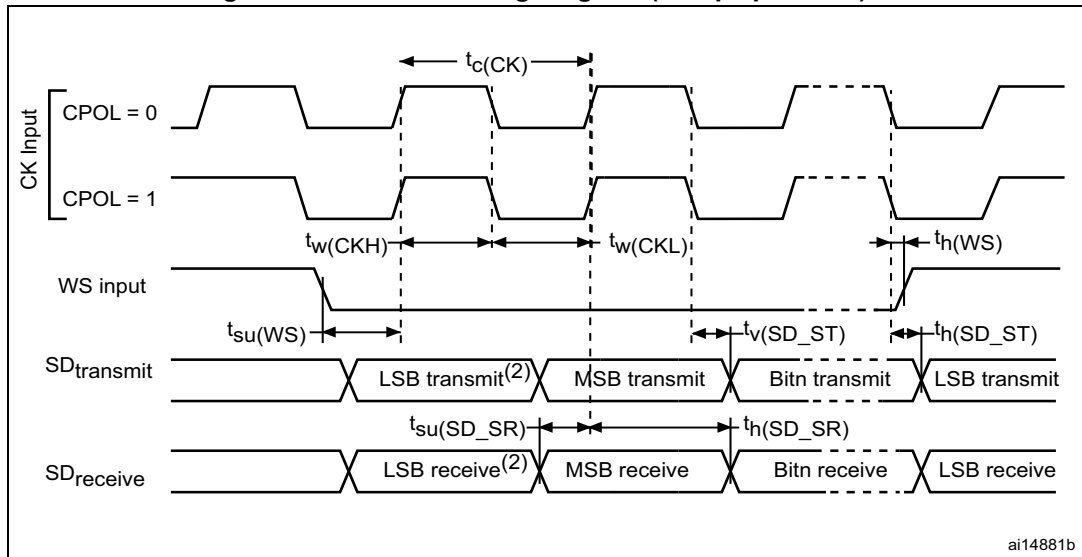 tc(CK)
CK Input
CPOL = 0
CPOL = 1
tw(CKH)
tw(CKL)
th(WS)
WS input
tsu(WS)
tv(SD_ST)
th(SD_ST)
SDtransmit
LSB transmit(2)
MSB transmit
Bitn transmit
LSB transmit
tsu(SD_SR)
th(SD_SR)
SDreceive
LSB receive(2)
MSB receive
Bitn receive
LSB receive
ai14881b